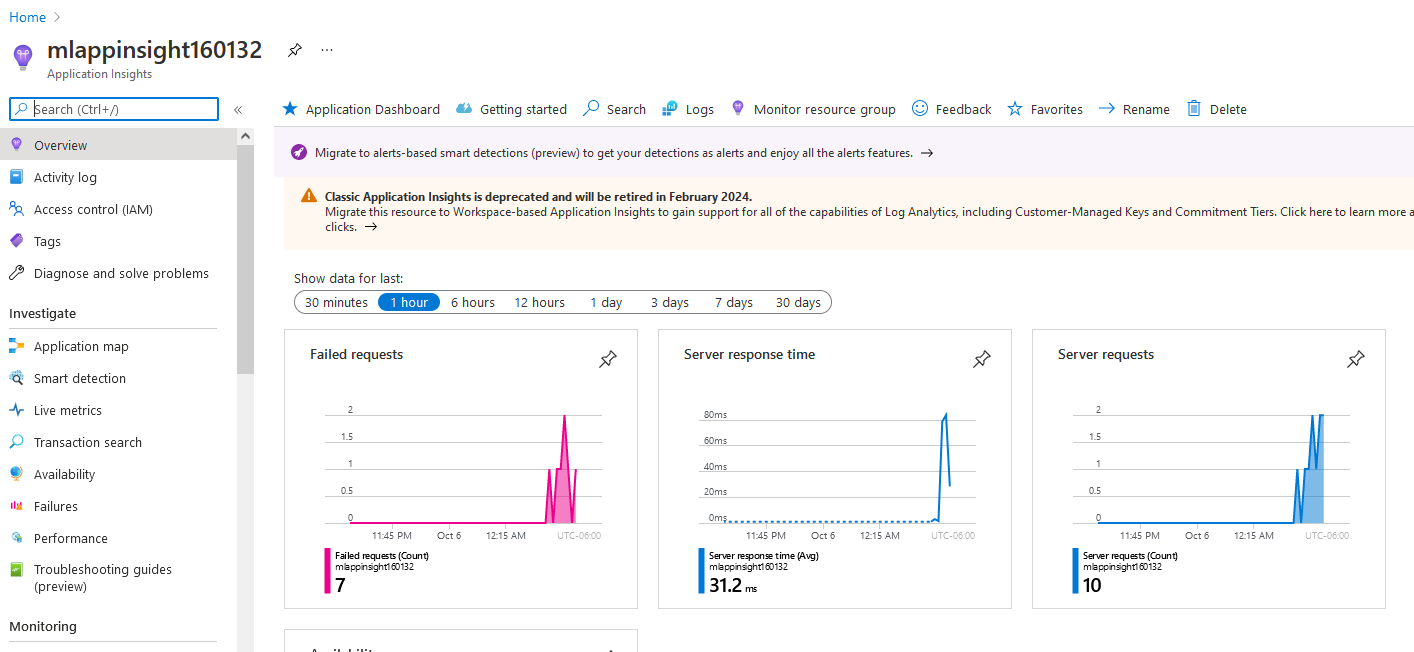 Home
mlappinsight160132
Application Insights
Search (Ctrl+/)
Application Dashboard
Getting started
Search
Logs
Monitor resource group
Feedback
Favorites
Rename
Delete
Overview
Activity log
Access control (IAM)
Tags
Diagnose and solve problems
Investigate
Application map
Smart detection
Live metrics
Transaction search
Availability
Failures
Performance
Troubleshooting guides
(preview)
Monitoring
Migrate to alerts-based smart detections (preview) to get your detections as alerts and enjoy all the alerts features. →
Classic Application Insights is deprecated and will be retired in February 2024.
Migrate this resource to Workspace-based Application Insights to gain support for all of the capabilities of Log Analytics, including Customer-Managed Keys and Commitment Tiers. Click here to learn more a
clicks. →
Show data for last:
30 minutes 1 hour 6 hours 12 hours 1 day 3 days 7 days 30 days
Failed requests
2
1.5
1
0.5
0
11:45 PM Oct 6 12:15 AM UTC-06:00
Failed requests (Count)
mlappinsight160132
7
Server response time
80ms
60ms
40ms
20ms
0ms
11:45 PM Oct 6 12:15 AM UTC-06:00
Server response time (Avg)
mlappinsight160132
31.2 ms
Server requests
2
1.5
1
0.5
0
11:45 PM Oct 6 12:15 AM UTC-06:00
Server requests (Count)
mlappinsight160132
10